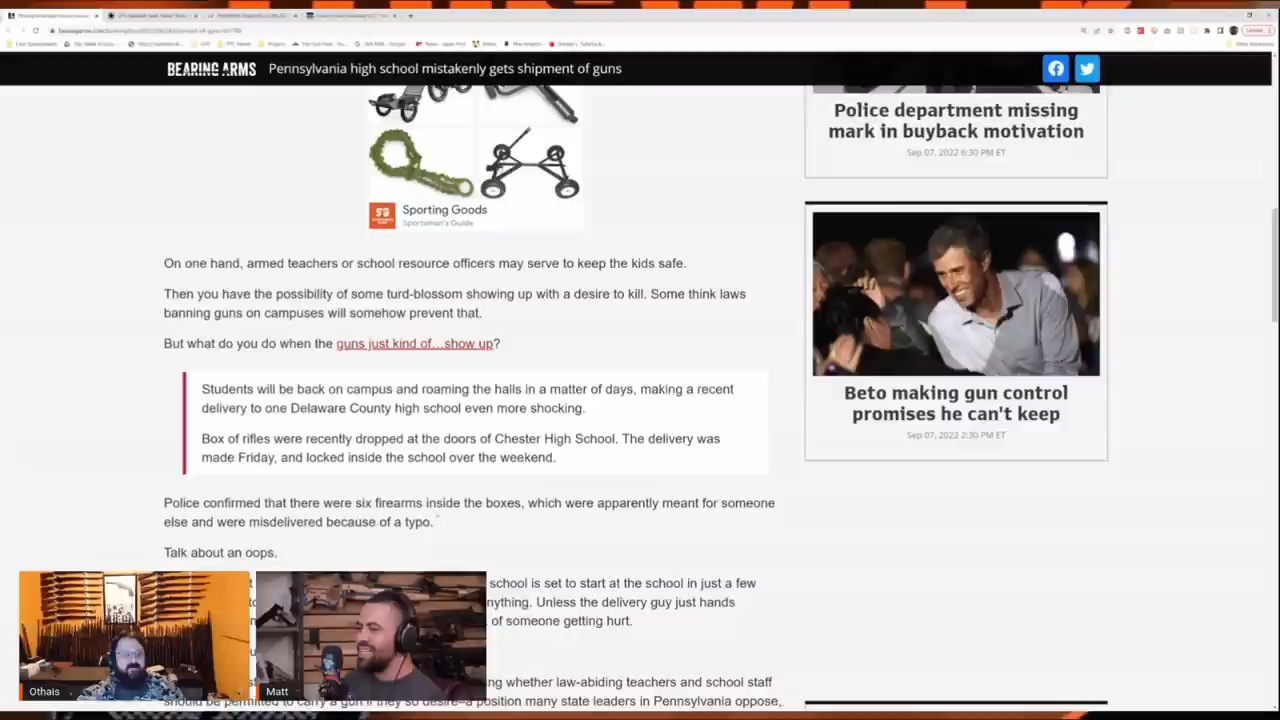 BEARING ARMS
Pennsylvania high school mistakenly gets shipment of guns
Police department missing
mark in buyback motivation
Sep 07, 2022 6:30 PM ET
Sporting Goods
Sportsman's Guide
On one hand, armed teachers or school resource officers may serve to keep the kids safe.
Then you have the possibility of some turd-blossom showing up with a desire to kill. Some think laws
banning guns on campuses will somehow prevent that.
But what do you do when the guns just kind of…show up?
Students will be back on campus and roaming the halls in a matter of days, making a recent
delivery to one Delaware County high school even more shocking.
Box of rifles were recently dropped at the doors of Chester High School. The delivery was
made Friday, and locked inside the school over the weekend.
Beto making gun control
promises he can't keep
Sep 07, 2022 2:30 PM ET
Police confirmed that there were six firearms inside the boxes, which were apparently meant for someone
else and were misdelivered because of a typo.
Talk about an oops.
school is set to start at the school in just a few
nything. Unless the delivery guy just hands
of someone getting hurt.
ng whether law-abiding teachers and school staff
should be permitted to carry a gun if they so desire–a position many state leaders in Pennsylvania oppose,
Othais
Matt